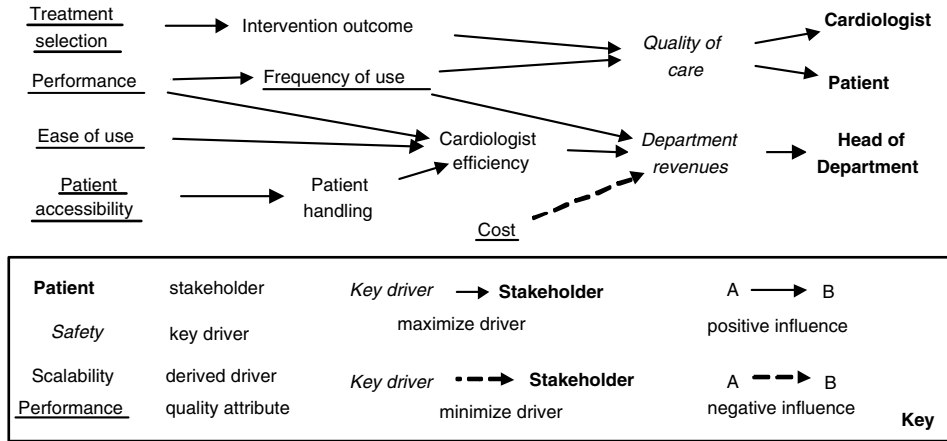 Treatment
selection
Intervention outcome
Quality of
care
Cardiologist
Patient
Performance
Frequency of use
Ease of use
Cardiologist
efficiency
Department
revenues
Head of
Department
Patient
accessibility
Patient
handling
Cost
Patient stakeholder Key driver Stakeholder A B
maximize driver positive influence
Safety key driver
Scalability derived driver Key driver Stakeholder A B
Performance quality attribute minimize driver negative influence
Key